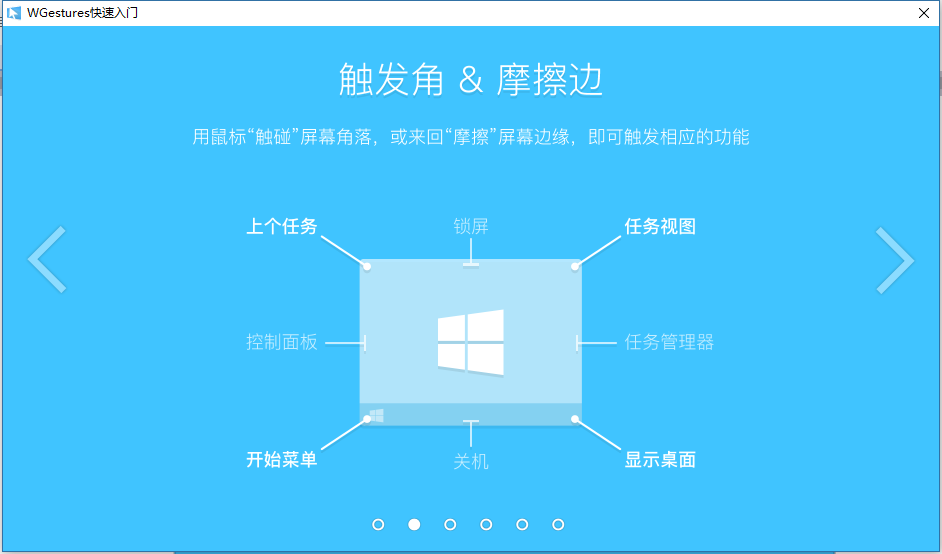 WGestures快速入门
触发角 & 摩擦边
用鼠标“触碰”屏幕角落，或来回“摩擦”屏幕边缘，即可触发相应的功能
上个任务 锁屏 任务视图
控制面板 任务管理器
开始菜单 关机 显示桌面